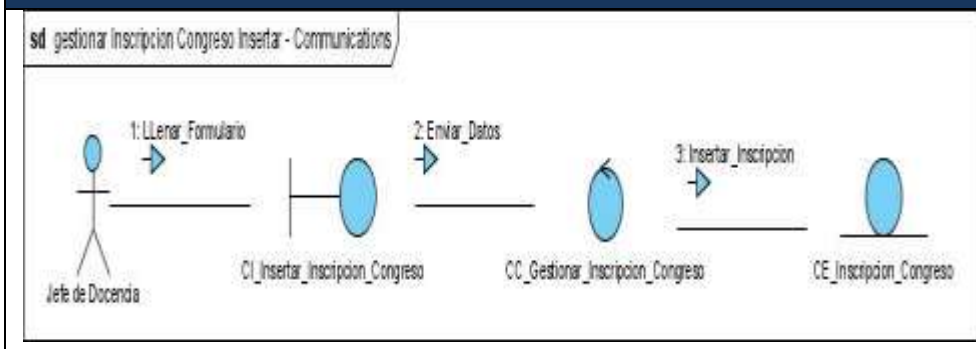 sd gestionar Inscripcion Congreso Insertar - Communications
1: LLenar_Formulario
2: Enviar_Datos
3: Insertar_Inscripcion
Jefe de Docencia
CI_Insertar_Inscripcion_Congreso
CC_Gestionar_Inscripcion_Congreso
CE_Inscripcion_Congreso